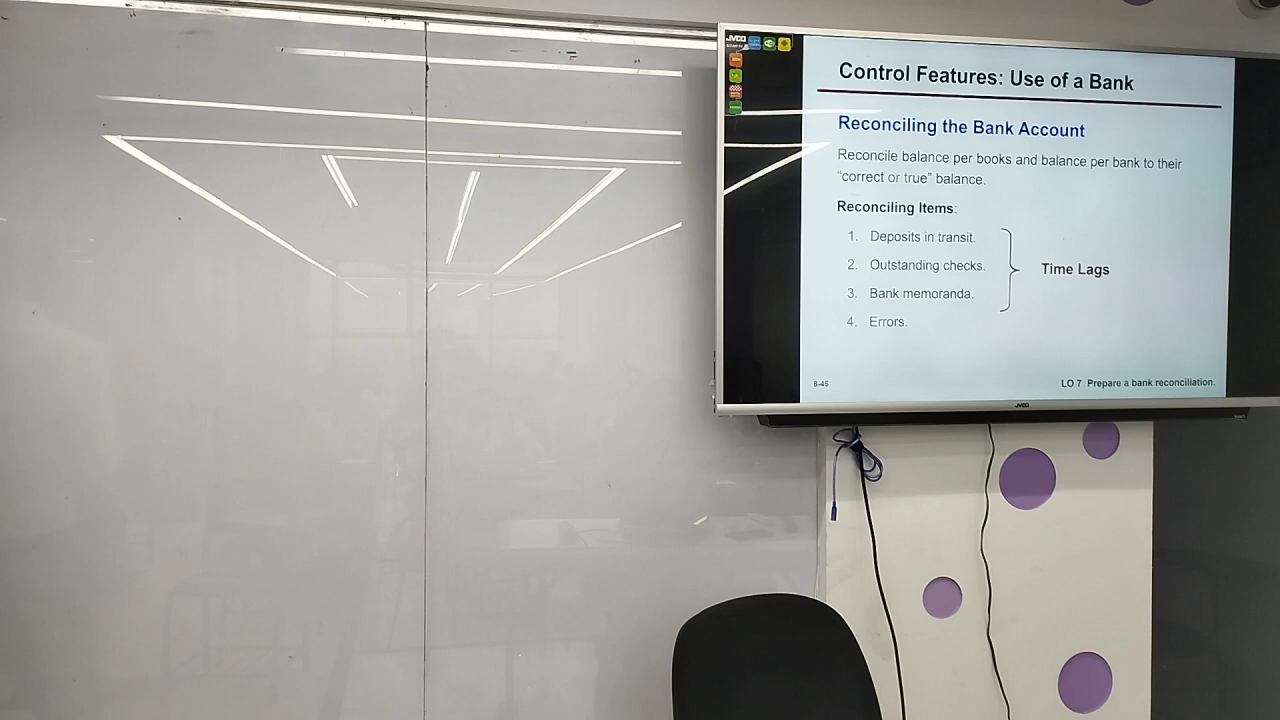 JVCO
Control Features: Use of a Bank
Reconciling the Bank Account
Reconcile balance per books and balance per bank to their
“correct or true” balance.
Reconciling Items:
1. Deposits in transit.
2. Outstanding checks.
3. Bank memoranda.
4. Errors.
Time Lags
8-45
LO 7 Prepare a bank reconciliation.
JVCO